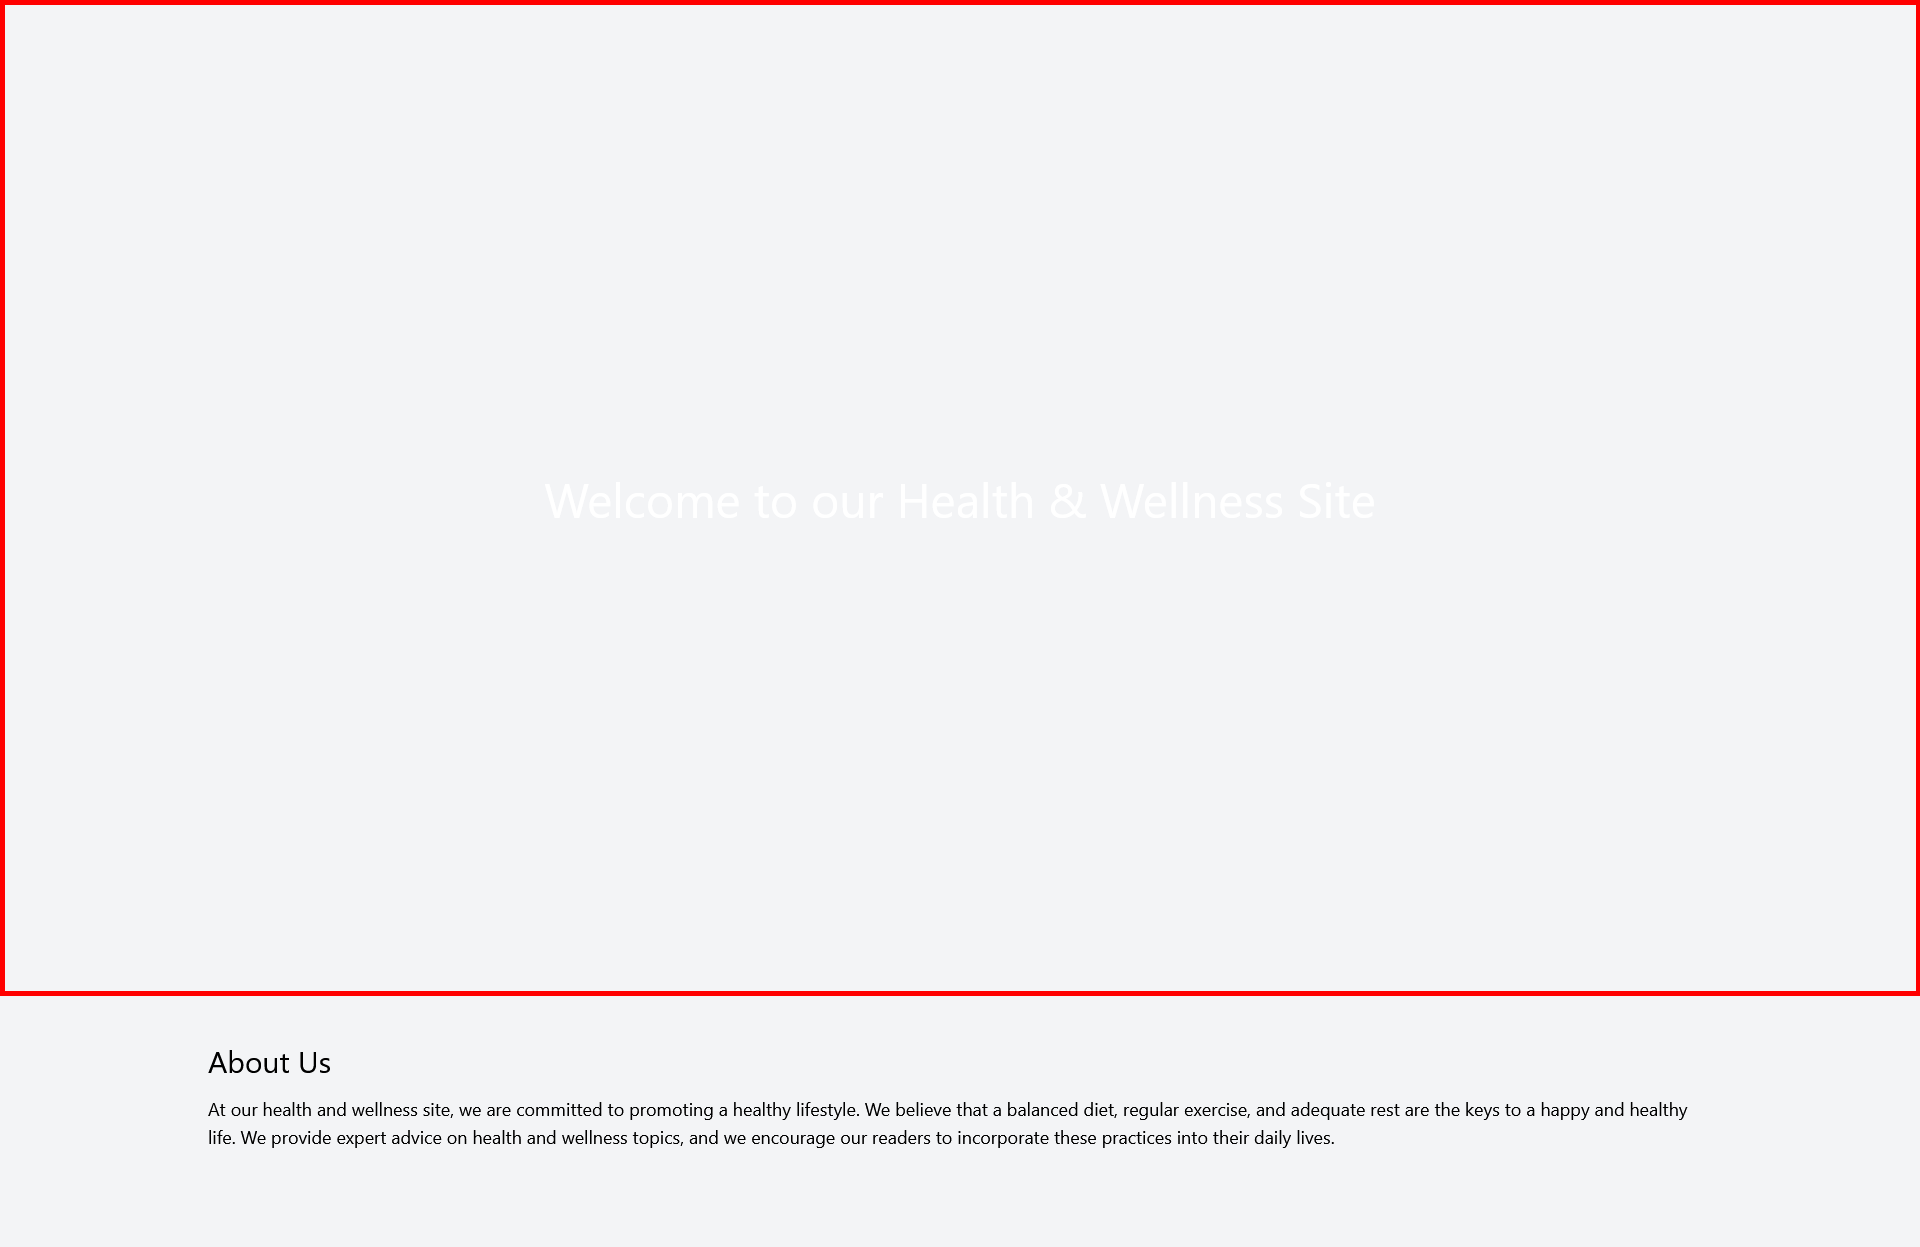 Welcome to our Health & Wellness Site
About Us
At our health and wellness site, we are committed to promoting a healthy lifestyle. We believe that a balanced diet, regular exercise, and adequate rest are the keys to a happy and healthy
life. We provide expert advice on health and wellness topics, and we encourage our readers to incorporate these practices into their daily lives.